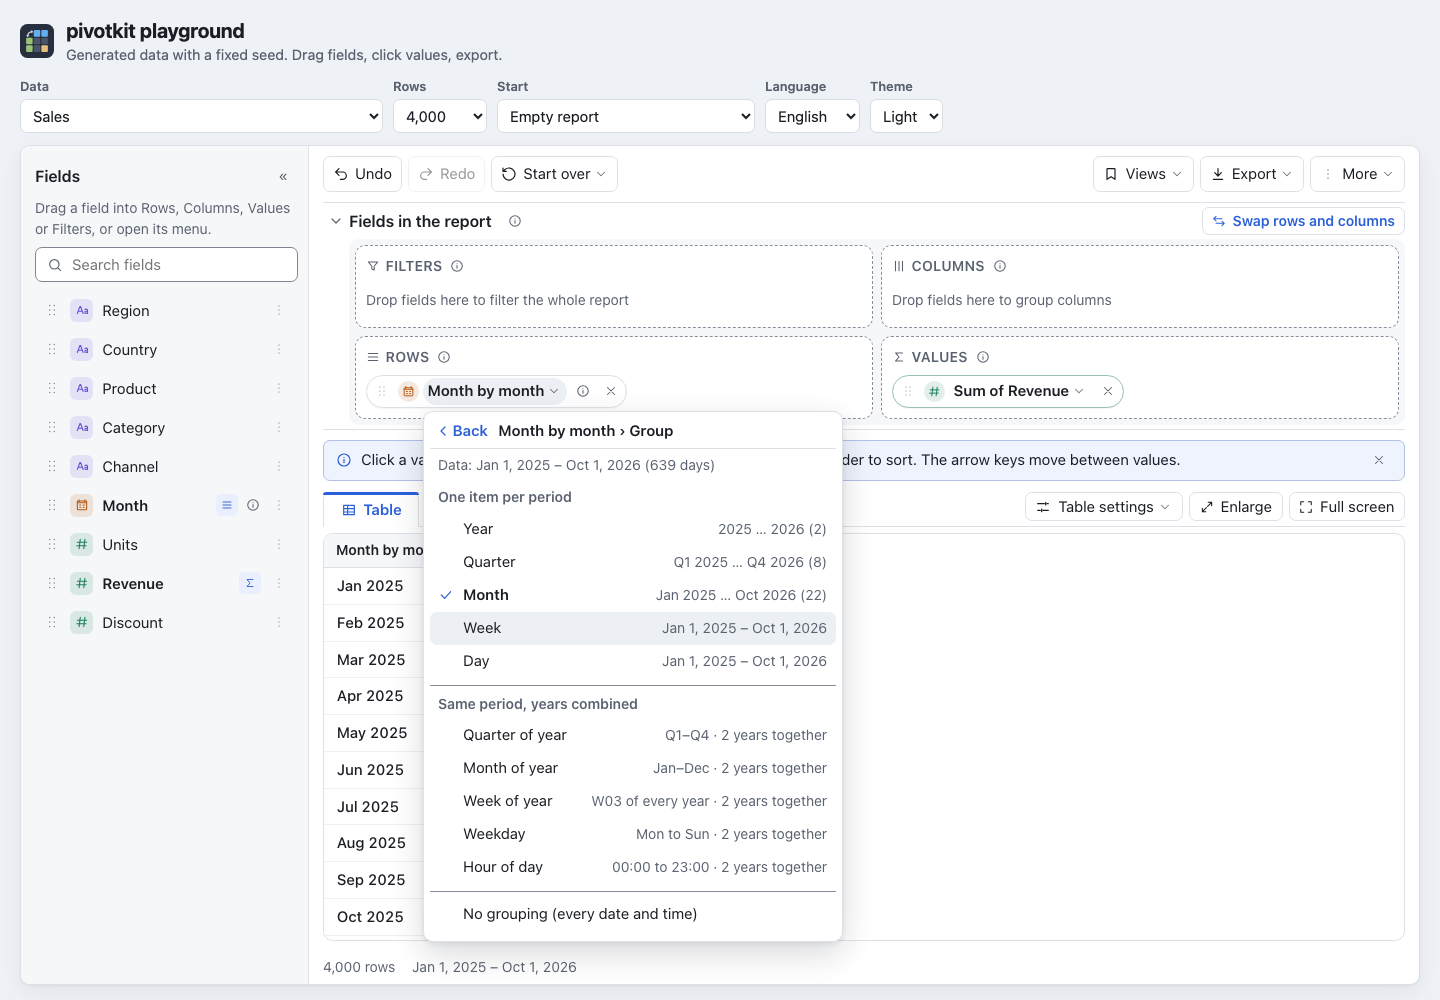 pivotkit playground
Generated data with a fixed seed. Drag fields, click values, export.
Data
Rows
Start
Language
Theme
Sales
4,000
Empty report
English
Light
Fields
«
Drag a field into Rows, Columns, Values
or Filters, or open its menu.
Search fields
Aa Region
Aa Country
Aa Product
Aa Category
Aa Channel
Month
# Units
# Revenue Σ
# Discount
Undo
Redo
Start over
Views
Export
More
Fields in the report
Swap rows and columns
FILTERS
Drop fields here to filter the whole report
COLUMNS
Drop fields here to group columns
ROWS
Month by month
Σ VALUES
# Sum of Revenue
Click a va
der to sort. The arrow keys move between values.
Table
Table settings
Enlarge
Full screen
Month by mo
Jan 2025
Feb 2025
Mar 2025
Apr 2025
May 2025
Jun 2025
Jul 2025
Aug 2025
Sep 2025
Oct 2025
Back Month by month › Group
Data: Jan 1, 2025 – Oct 1, 2026 (639 days)
One item per period
Year 2025 … 2026 (2)
Quarter Q1 2025 … Q4 2026 (8)
Month Jan 2025 … Oct 2026 (22)
Week Jan 1, 2025 – Oct 1, 2026
Day Jan 1, 2025 – Oct 1, 2026
Same period, years combined
Quarter of year Q1–Q4 · 2 years together
Month of year Jan–Dec · 2 years together
Week of year W03 of every year · 2 years together
Weekday Mon to Sun · 2 years together
Hour of day 00:00 to 23:00 · 2 years together
No grouping (every date and time)
4,000 rows Jan 1, 2025 – Oct 1, 2026